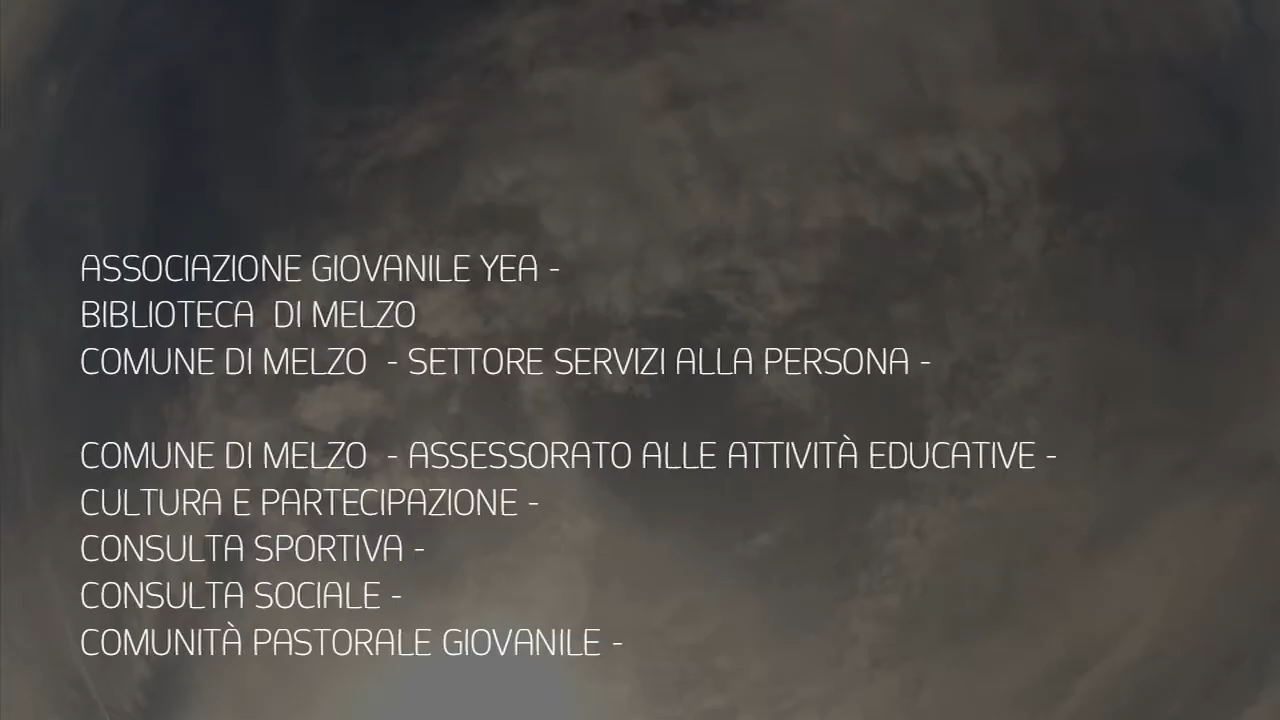 ASSOCIAZIONE GIOVANILE YEA -
BIBLIOTECA  DI MELZO
COMUNE DI MELZO  - SETTORE SERVIZI ALLA PERSONA -
COMUNE DI MELZO  - ASSESSORATO ALLE ATTIVITÀ EDUCATIVE -
CULTURA E PARTECIPAZIONE -
CONSULTA SPORTIVA -
CONSULTA SOCIALE -
COMUNITÀ PASTORALE GIOVANILE -